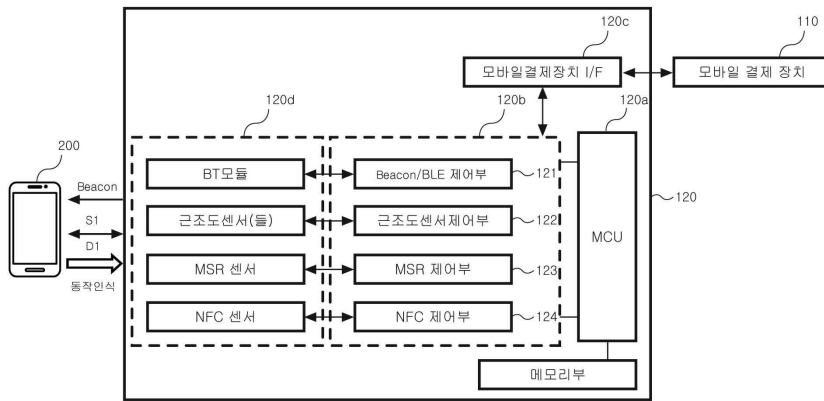 120c
110
모바일결제장치 I/F
모바일 결제 장치
120d
120b
120a
200
BT모듈
Beacon/BLE 제어부
121
Beacon
120
S1
근조도센서(들)
근조도센서제어부
122
MCU
D1
MSR 센서
MSR 제어부
123
동작인식
NFC 센서
NFC 제어부
124
메모리부